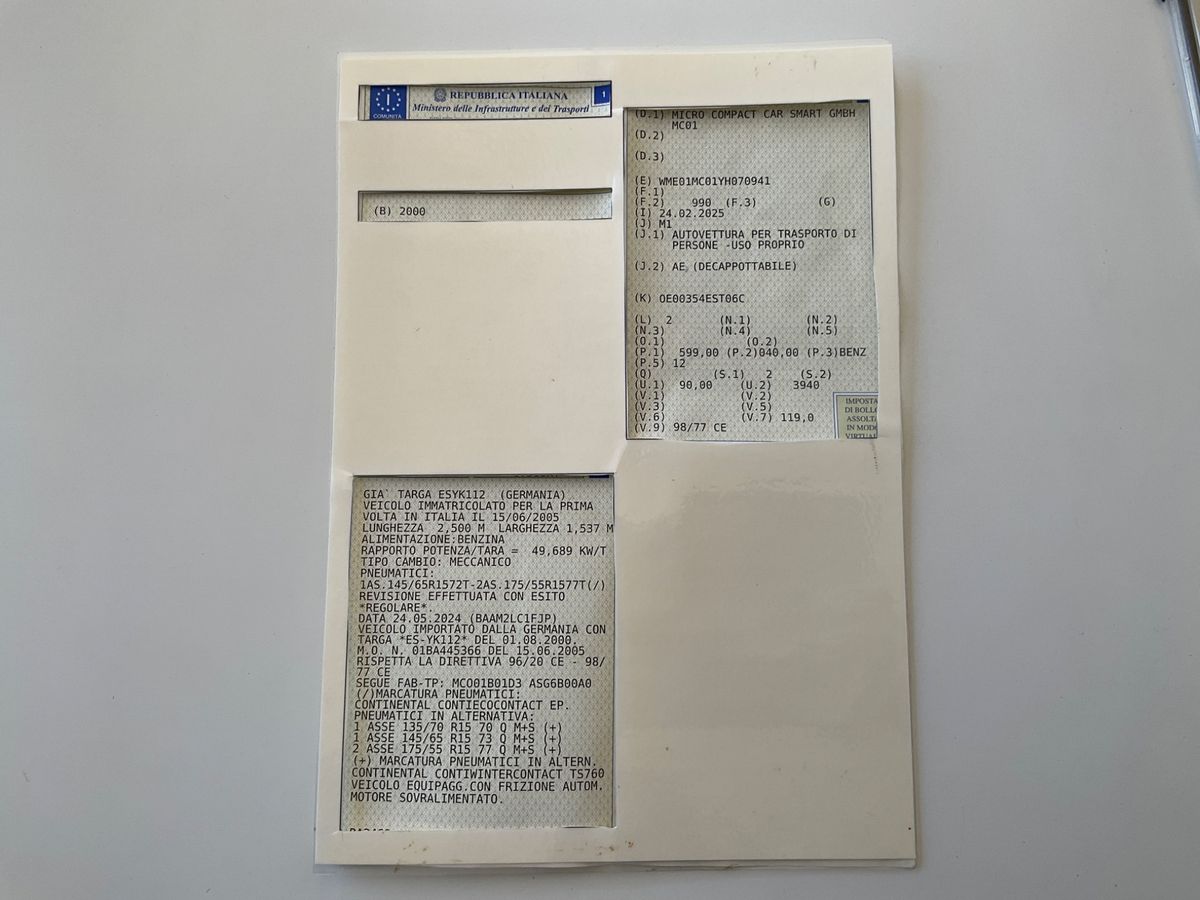 COMUNITÀ
I
REPUBBLICA ITALIANA
Ministero delle Infrastrutture e dei Trasporti
1
(B) 2000
(D.1) MICRO COMPACT CAR SMART GMBH
MC01
(D.2)
(D.3)
(E) WME01MC01YH070941
(F.1)
(F.2) 990 (F.3) (G)
(I) 24.02.2025
(J) M1
(J.1) AUTOVETTURA PER TRASPORTO DI
PERSONE -USO PROPRIO
(J.2) AE (DECAPPOTTABILE)
(K) OE00354EST06C
(L) 2 (N.1) (N.2)
(N.3) (N.4) (N.5)
(O.1) (O.2)
(P.1) 599,00 (P.2)040,00 (P.3)BENZ
(P.5) 12
(Q) (S.1) 2 (S.2)
(U.1) 90,00 (U.2) 3940
(V.1) (V.2)
(V.3) (V.5)
(V.6) (V.7) 119,0
(V.9) 98/77 CE
IMPOSTA
DI BOLLO
ASSOLTA
IN MODO
VIRTUAL
GIA` TARGA ESYK112 (GERMANIA)
VEICOLO IMMATRICOLATO PER LA PRIMA
VOLTA IN ITALIA IL 15/06/2005
LUNGHEZZA 2,500 M LARGHEZZA 1,537 M
ALIMENTAZIONE:BENZINA
RAPPORTO POTENZA/TARA = 49,689 KW/T
TIPO CAMBIO: MECCANICO
PNEUMATICI:
1AS.145/65R1572T-2AS.175/55R1577T(/)
REVISIONE EFFETTUATA CON ESITO
*REGOLARE*.
DATA 24.05.2024 (BAAM2LC1FJP)
VEICOLO IMPORTATO DALLA GERMANIA CON
TARGA *ES-YK112* DEL 01.08.2000.
M.O. N. 01BA445366 DEL 15.06.2005
RISPETTA LA DIRETTIVA 96/20 CE - 98/
77 CE
SEGUE FAB-TP: MCO01B01D3 ASG6B00A0
(/)MARCATURA PNEUMATICI:
CONTINENTAL CONTIECOCONTACT EP.
PNEUMATICI IN ALTERNATIVA:
1 ASSE 135/70 R15 70 Q M+S (+)
1 ASSE 145/65 R15 73 Q M+S (+)
2 ASSE 175/55 R15 77 Q M+S (+)
(+) MARCATURA PNEUMATICI IN ALTERN.
CONTINENTAL CONTIWINTERCONTACT TS760
VEICOLO EQUIPAGG.CON FRIZIONE AUTOM.
MOTORE SOVRALIMENTATO.